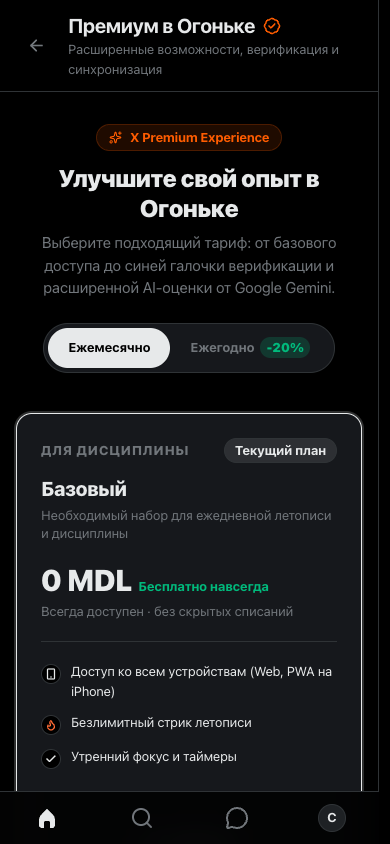 Премиум в Огоньке
Расширенные возможности, верификация и
синхронизация
X Premium Experience
Улучшите свой опыт в
Огоньке
Выберите подходящий тариф: от базового
доступа до синей галочки верификации и
расширенной AI-оценки от Google Gemini.
Ежемесячно
Ежегодно -20%
ДЛЯ ДИСЦИПЛИНЫ
Текущий план
Базовый
Необходимый набор для ежедневной летописи
и дисциплины
0 MDL Бесплатно навсегда
Всегда доступен · без скрытых списаний
Доступ ко всем устройствам (Web, PWA на
iPhone)
Безлимитный стрик летописи
Утренний фокус и таймеры
C